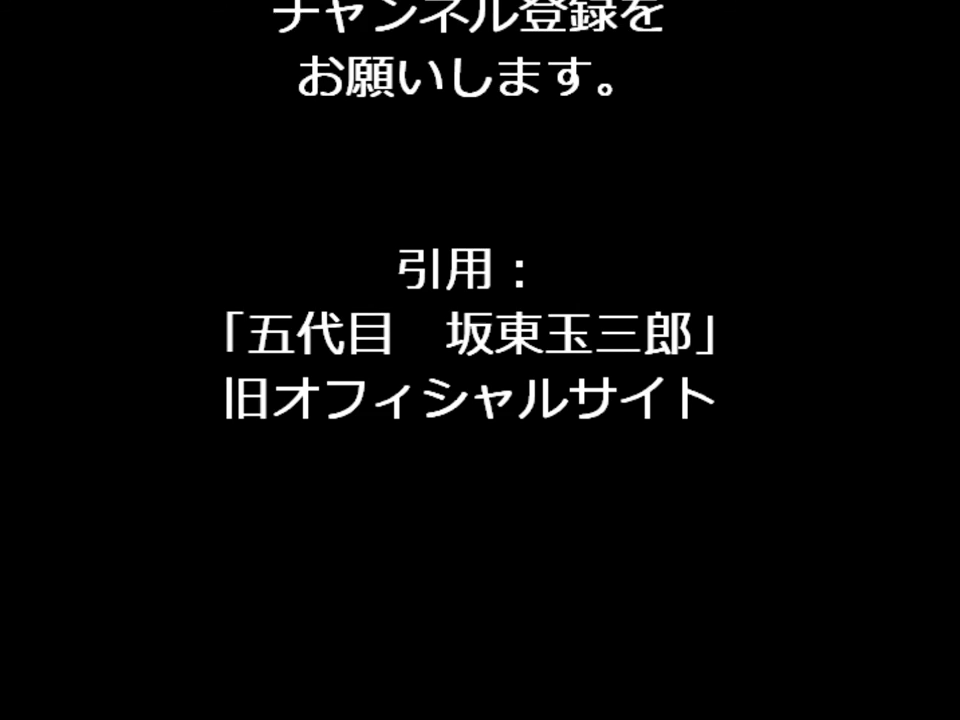 チャンネル登録を
お願いします。
引用：
「五代目　坂東玉三郎」
旧オフィシャルサイト